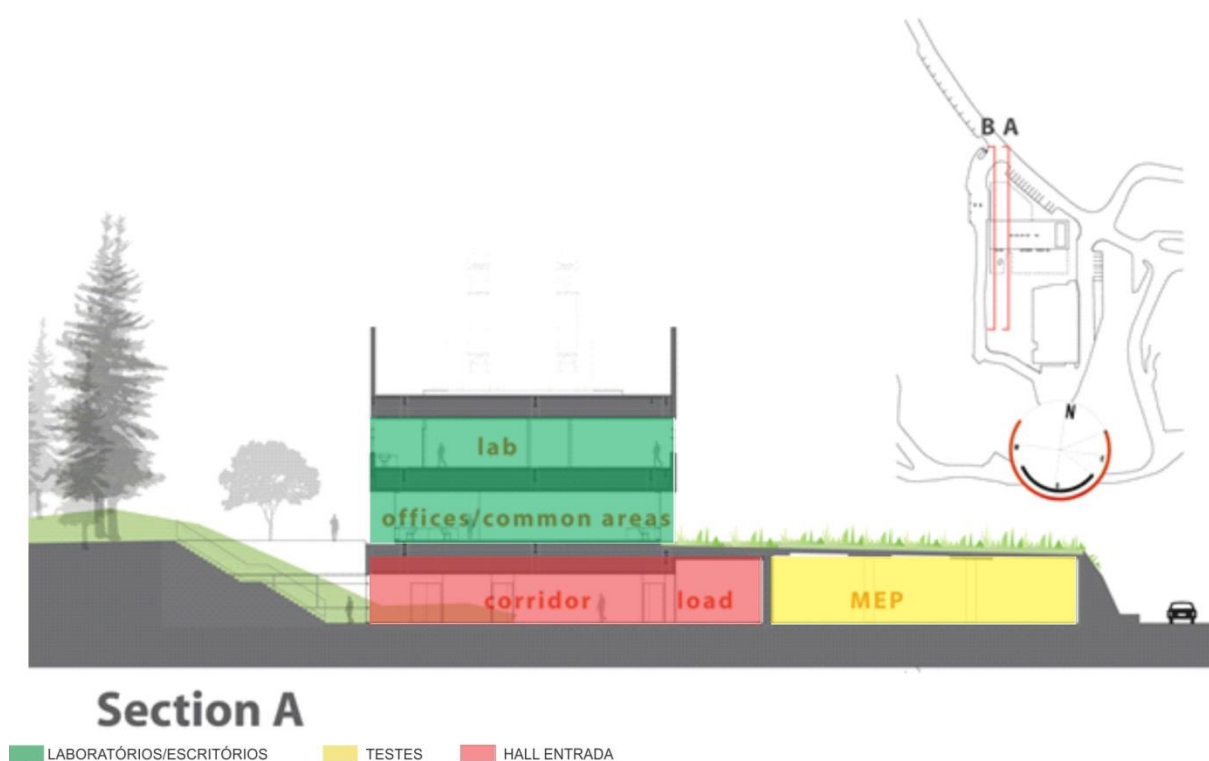 B A
N
lab
offices/common areas
corridor load MEP
Section A
LABORATÓRIOS/ESCRITÓRIOS TESTES HALL ENTRADA